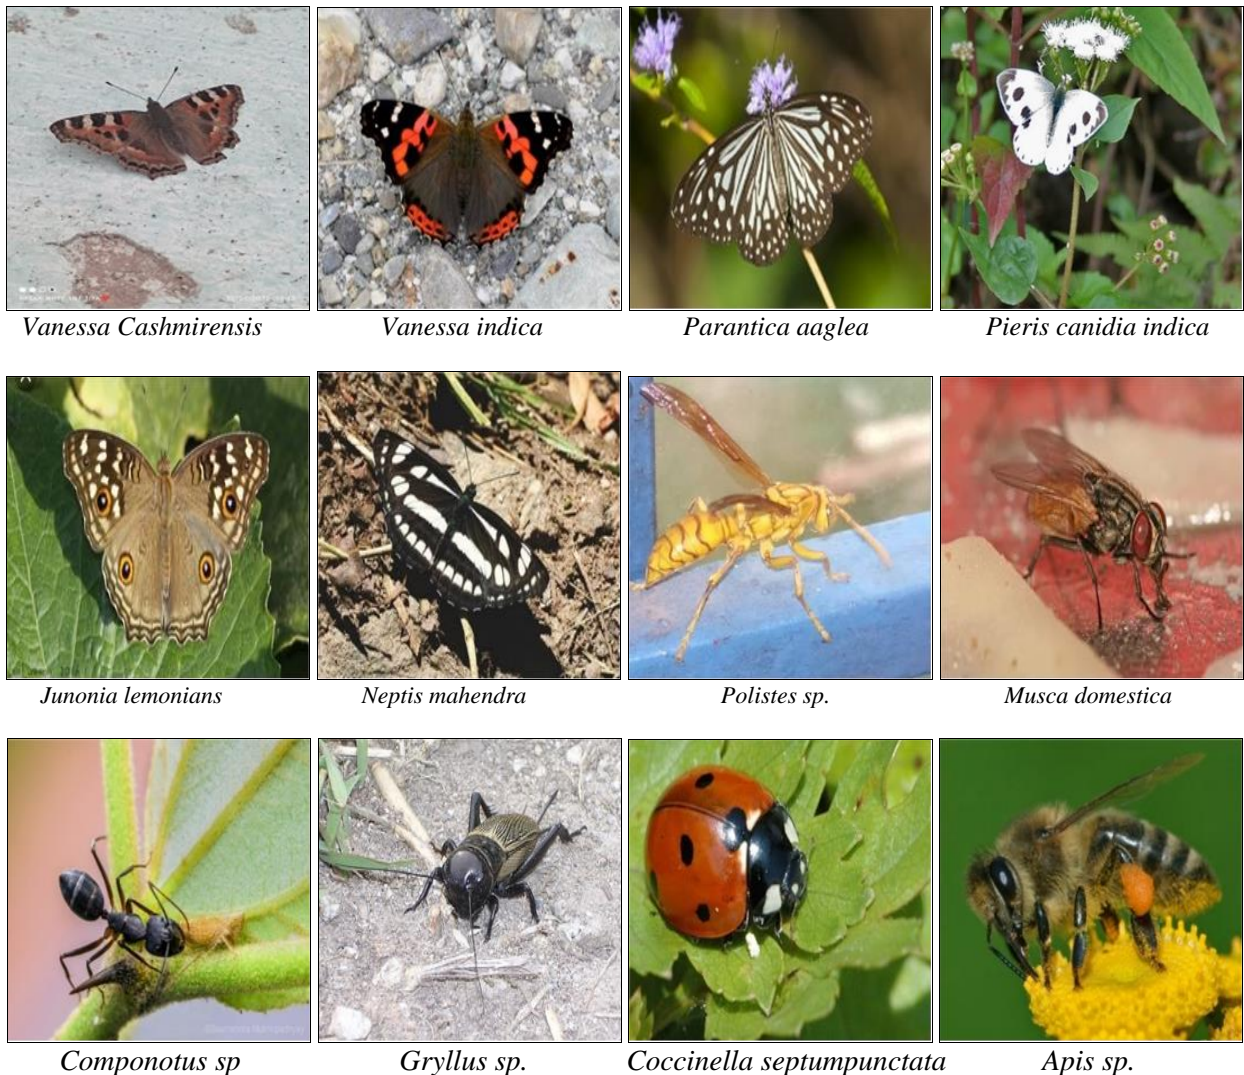 Vanessa Cashmirensis
Vanessa indica
Parantica aaglea
Pieris canidia indica
Junonia lemonians
Neptis mahendra
Polistes sp.
Musca domestica
Componotus sp
Gryllus sp.
Coccinella septumpunctata
Apis sp.